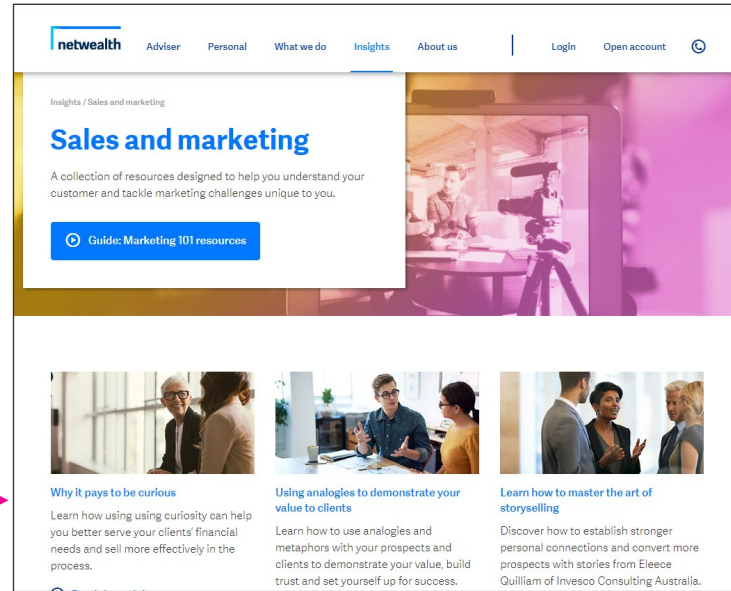 netwealth
Adviser
Personal
What we do
Insights
About us
Login
Open account
Insights / Sales and marketing
Sales and marketing
A collection of resources designed to help you understand your
customer and tackle marketing challenges unique to you.
Guide: Marketing 101 resources
Why it pays to be curious
Learn how using using curiosity can help
you better serve your clients' financial
needs and sell more effectively in the
process.
Using analogies to demonstrate your
value to clients
Learn how to use analogies and
metaphors with your prospects and
clients to demonstrate your value, build
trust and set yourself up for success.
Learn how to master the art of
storyselling
Discover how to establish stronger
personal connections and convert more
prospects with stories from Eleece
Quilliam of Invesco Consulting Australia.